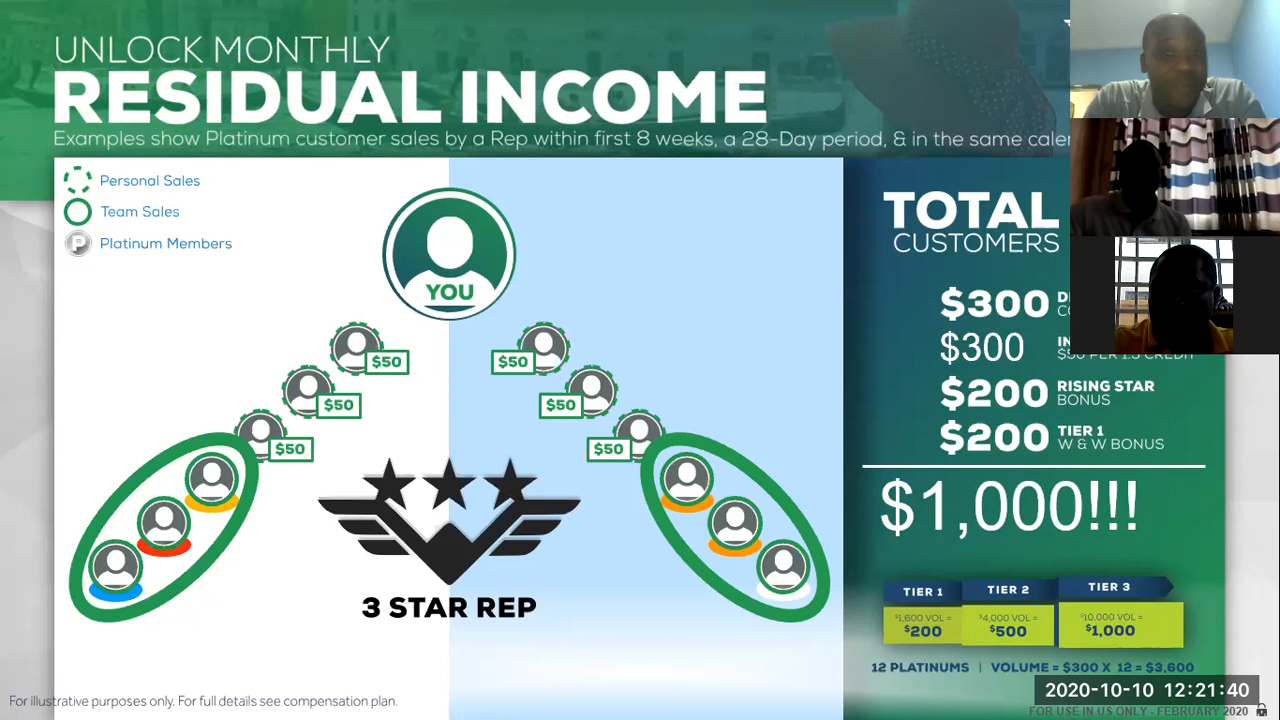 UNLOCK MONTHLY
RESIDUAL INCOME
Examples show Platinum customer sales by a Rep within first 8 weeks, a 28-Day period, & in the same
Personal Sales
Team Sales
Platinum Members
YOU
$50
$50
$50
$50
$50
$50
3 STAR REP
TOTAL
CUSTOMERS
$300
$300
$200 RISING STAR
BONUS
$200 TIER 1
W & W BONUS
$1,000!!!
TIER 1 TIER 2 TIER 3
$1,600 VOL = $4,000 VOL = $10,000 VOL =
$200 $500 $1,000
12 PLATINUMS | VOLUME = $300 X 12 = $3,600
2020-10-10 12:21:40
For illustrative purposes only. For full details see compensation plan.
FOR USE IN US ONLY - FEBRUARY 2020